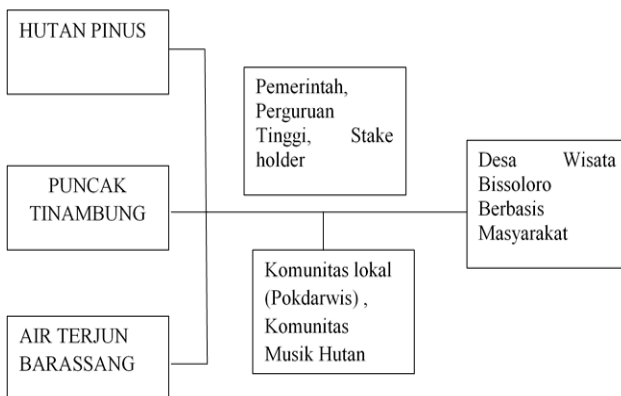 HUTAN PINUS
PUNCAK
TINAMBUNG
AIR TERJUN
BARASSANG
Pemerintah,
Perguruan
Tinggi, Stake
holder
Komunitas lokal
(Pokdarwis) ,
Komunitas
Musik Hutan
Desa Wisata
Bissoloro
Berbasis
Masyarakat